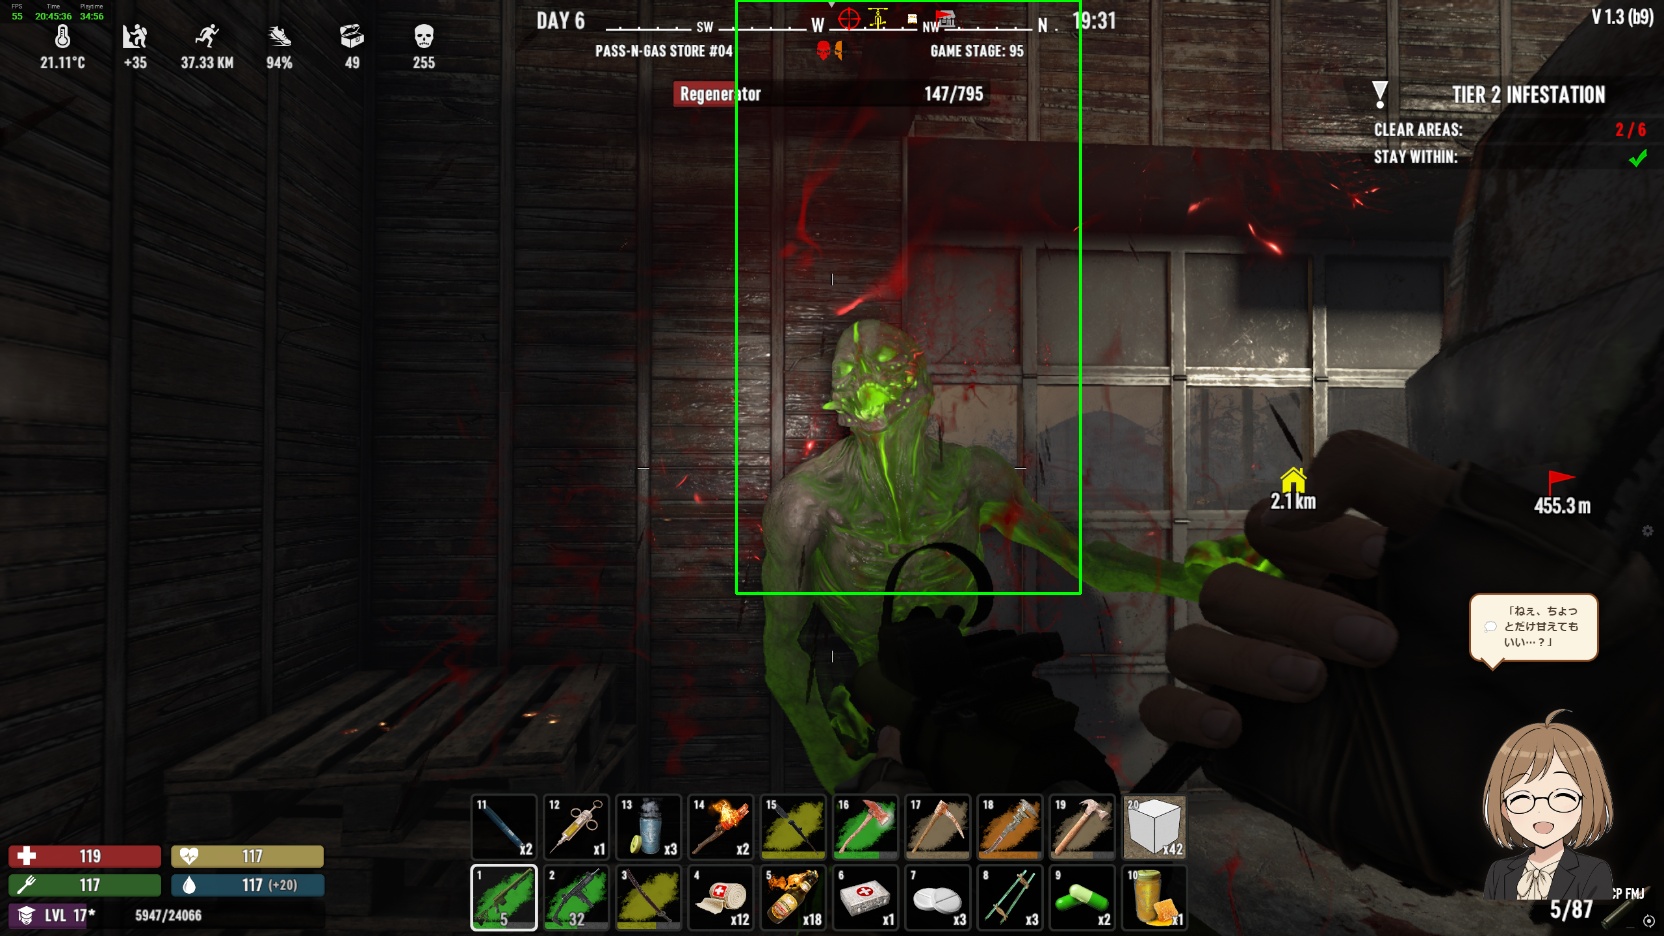 FPS
Time
Playtime
55
20:45:36
34:56
21.11°C
+35
37.33 KM
94%
49
255
DAY 6
SW
W
NW
N
19:31
PASS-N-GAS STORE #04
GAME STAGE: 95
Regenerator
147/795
V 1.3 (b9)
TIER 2 INFESTATION
CLEAR AREAS:
2 / 6
STAY WITHIN:
2.1 km
455.3 m
「ねぇ、ちょっ
とだけ甘えても
いい…？」
11
x2
12
x1
13
x3
14
x2
15
16
17
18
19
20
x42
1
5
2
32
3
4
x12
5
x18
6
x1
7
x3
8
x3
9
x2
10
x1
119
117
117
117 (+20)
LVL 17*
5947/24066
CP FMJ
5/87